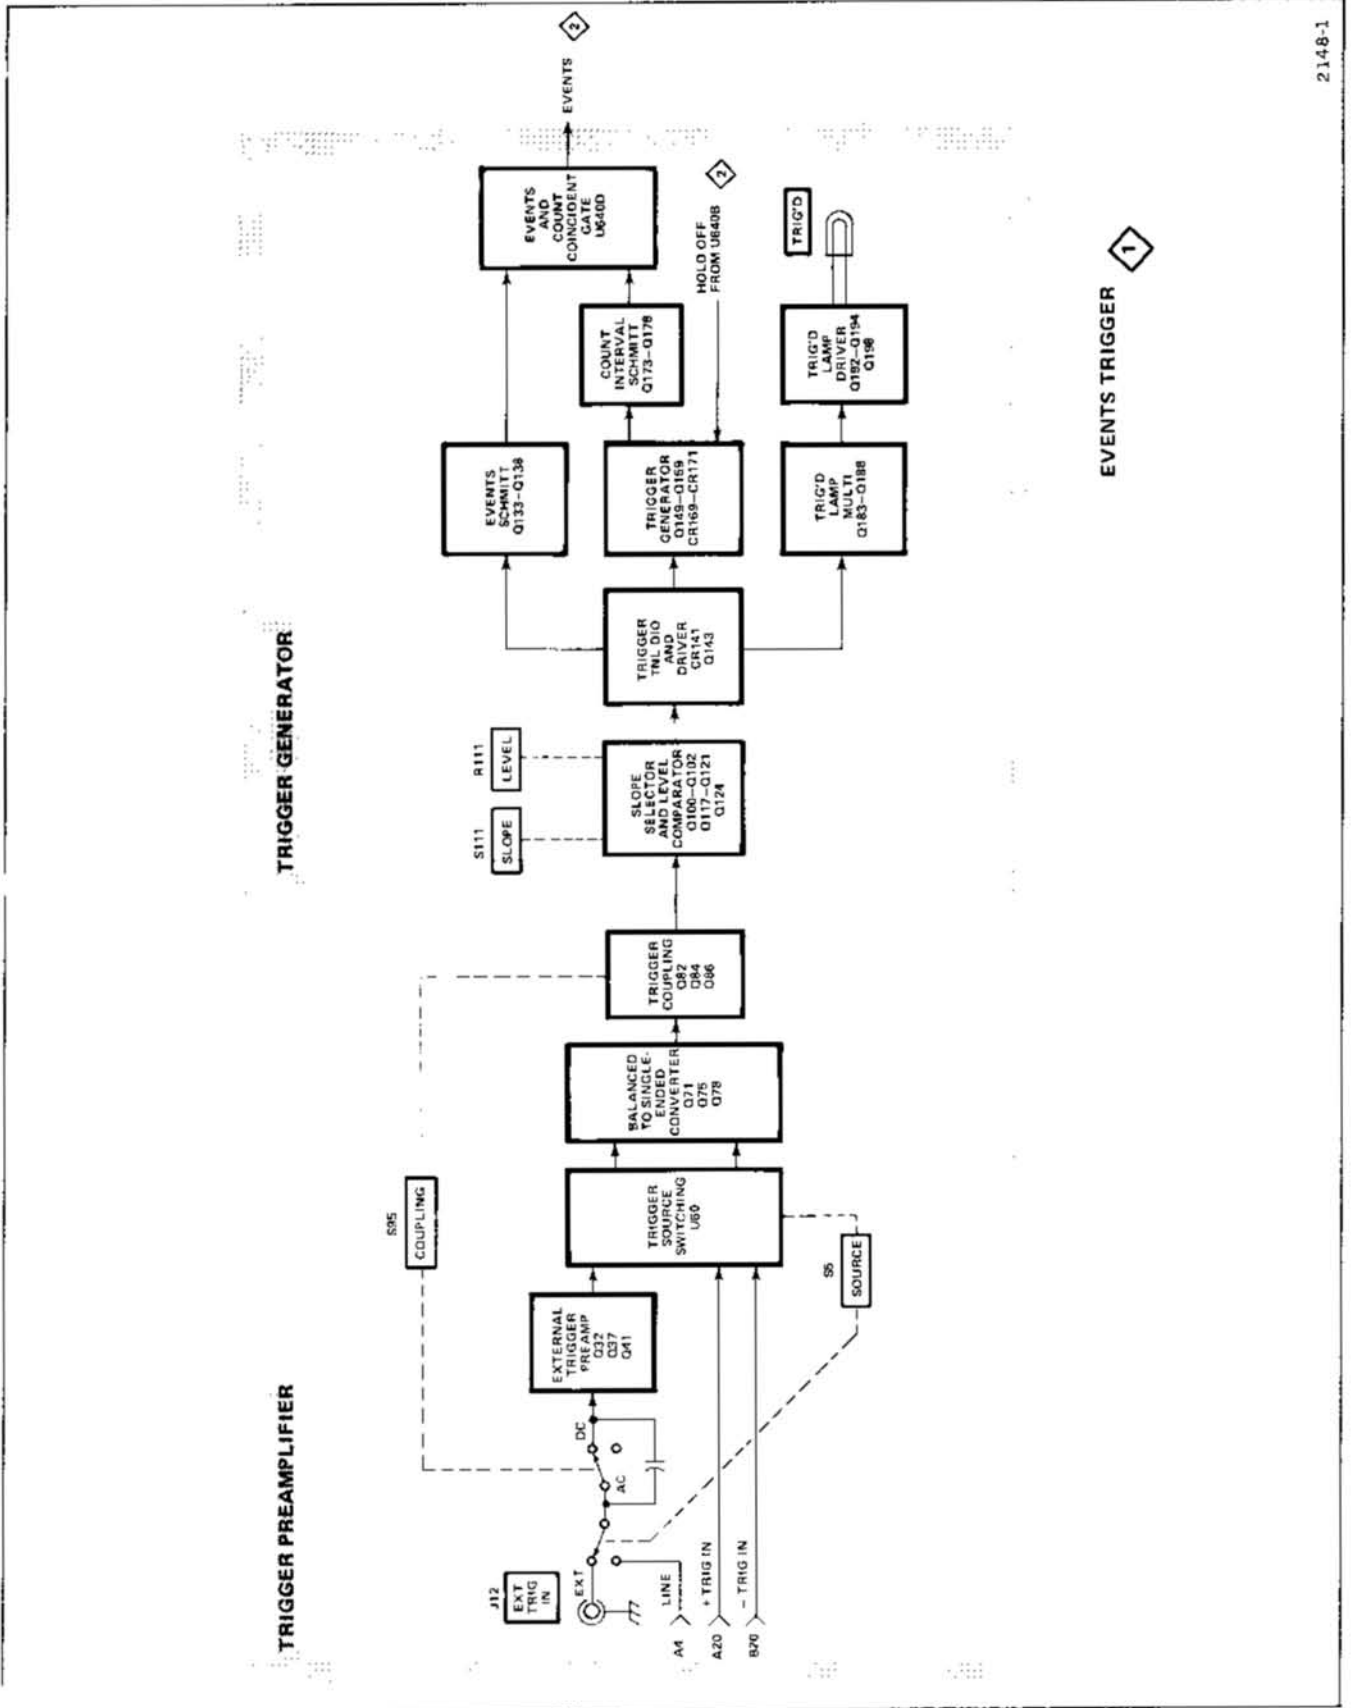 TRIGGER PREAMPLIFIER
TRIGGER GENERATOR
J12
EXT
TRIG
IN
EXT
LINE
A4
+ TRIG IN
A20
– TRIG IN
B20
AC
DC
S95
COUPLING
EXTERNAL
TRIGGER
PREAMP
Q32
Q37
Q41
TRIGGER
SOURCE
SWITCHING
U60
S5
SOURCE
BALANCED
TO SINGLE-
ENDED
CONVERTER
Q71
Q75
Q78
TRIGGER
COUPLING
Q82
Q84
Q86
S111
SLOPE
R111
LEVEL
SLOPE
SELECTOR
AND LEVEL
COMPARATOR
Q100–Q102
Q117–Q121
Q124
TRIGGER
TNL DIO
AND
DRIVER
CR141
Q143
EVENTS
SCHMITT
Q133–Q138
TRIGGER
GENERATOR
Q149–Q169
CR169–CR171
TRIG'D
LAMP
MULTI
Q183–Q188
COUNT
INTERVAL
SCHMITT
Q173–Q178
TRIG'D
LAMP
DRIVER
Q192–Q194
Q198
EVENTS
AND
COUNT
COINCIDENT
GATE
U640D
HOLD OFF
FROM U640B
2
TRIG'D
EVENTS
2
EVENTS TRIGGER
1
2148-1